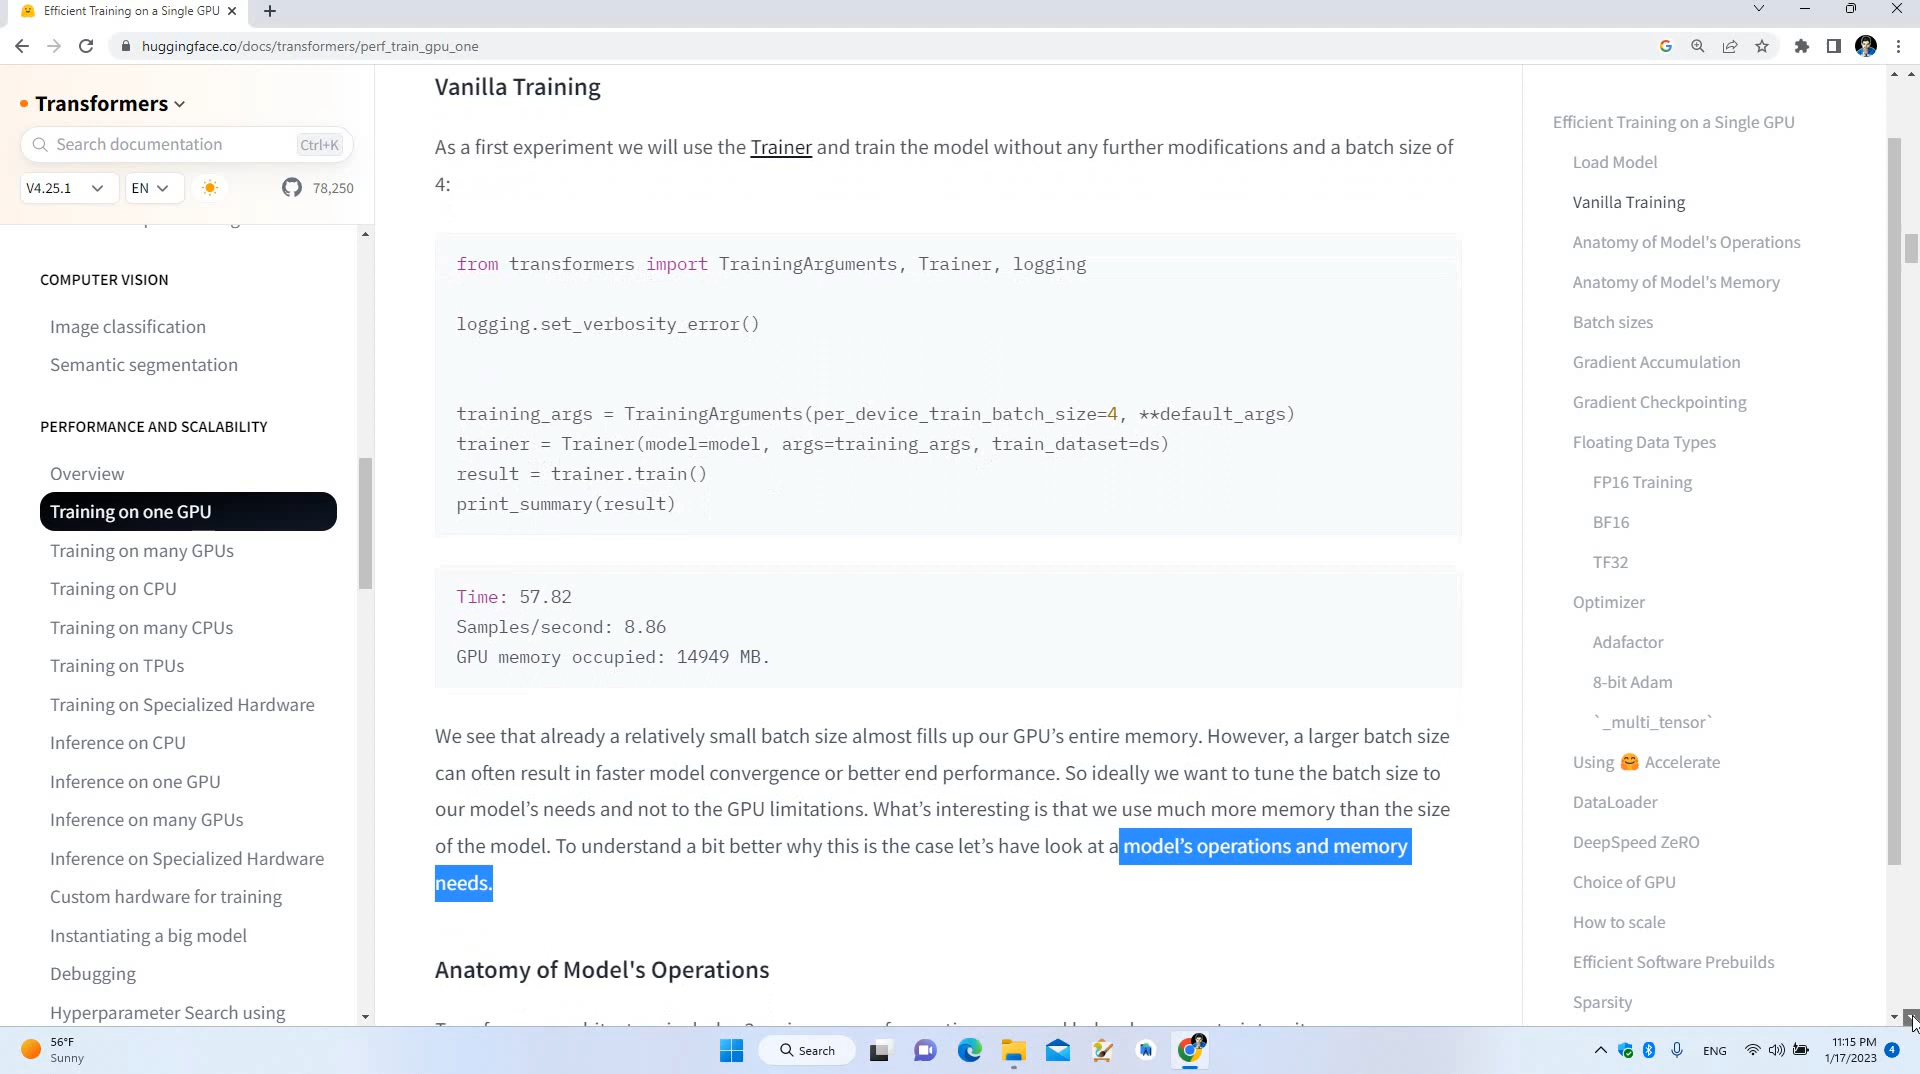 Efficient Training on a Single GPU
huggingface.co/docs/transformers/perf_train_gpu_one
Transformers
Search documentation Ctrl+K
V4.25.1 EN 78,250
COMPUTER VISION
Image classification
Semantic segmentation
PERFORMANCE AND SCALABILITY
Overview
Training on one GPU
Training on many GPUs
Training on CPU
Training on many CPUs
Training on TPUs
Training on Specialized Hardware
Inference on CPU
Inference on one GPU
Inference on many GPUs
Inference on Specialized Hardware
Custom hardware for training
Instantiating a big model
Debugging
Hyperparameter Search using
Vanilla Training
As a first experiment we will use the Trainer and train the model without any further modifications and a batch size of
4:
from transformers import TrainingArguments, Trainer, logging
logging.set_verbosity_error()
training_args = TrainingArguments(per_device_train_batch_size=4, **default_args)
trainer = Trainer(model=model, args=training_args, train_dataset=ds)
result = trainer.train()
print_summary(result)
Time: 57.82
Samples/second: 8.86
GPU memory occupied: 14949 MB.
We see that already a relatively small batch size almost fills up our GPU’s entire memory. However, a larger batch size
can often result in faster model convergence or better end performance. So ideally we want to tune the batch size to
our model’s needs and not to the GPU limitations. What’s interesting is that we use much more memory than the size
of the model. To understand a bit better why this is the case let’s have look at a model’s operations and memory
needs.
Anatomy of Model's Operations
Efficient Training on a Single GPU
Load Model
Vanilla Training
Anatomy of Model's Operations
Anatomy of Model's Memory
Batch sizes
Gradient Accumulation
Gradient Checkpointing
Floating Data Types
FP16 Training
BF16
TF32
Optimizer
Adafactor
8-bit Adam
`_multi_tensor`
Using 🤗 Accelerate
DataLoader
DeepSpeed ZeRO
Choice of GPU
How to scale
Efficient Software Prebuilds
Sparsity
56°F
Sunny
Search
ENG
11:15 PM
1/17/2023
4